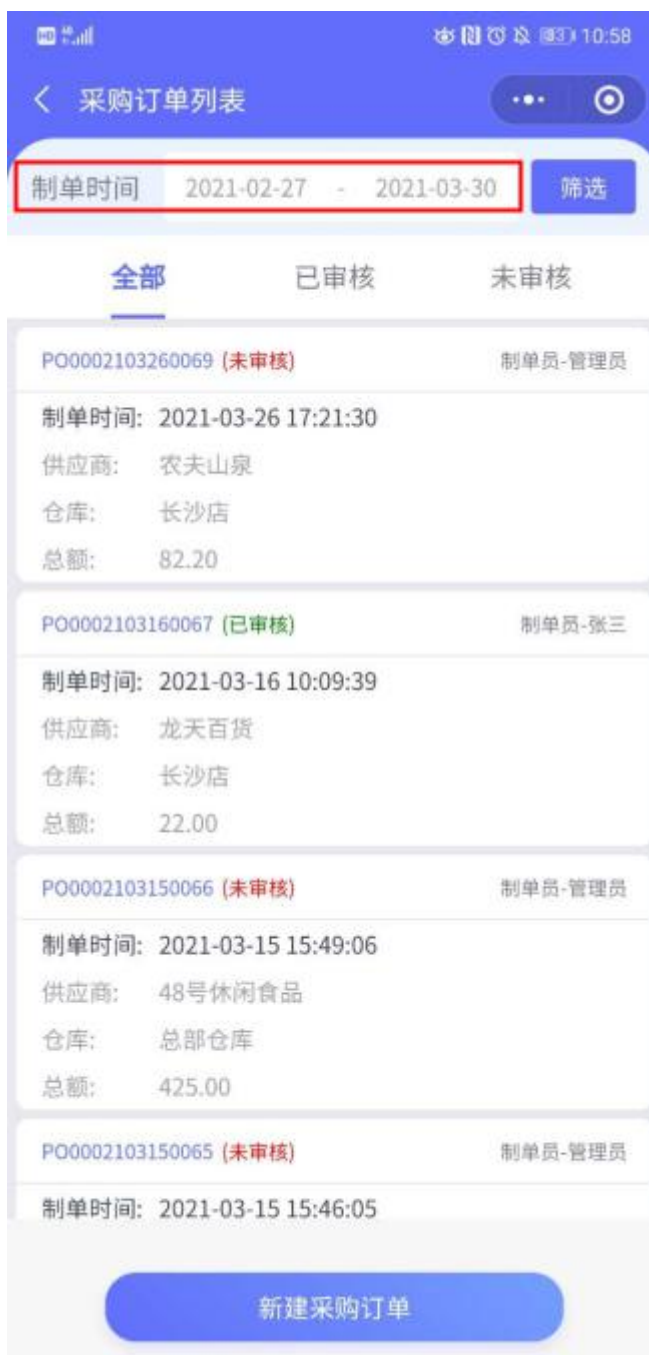 10:58
采购订单列表
制单时间 2021-02-27 - 2021-03-30 筛选
全部 已审核 未审核
PO0002103260069 (未审核) 制单员-管理员
制单时间: 2021-03-26 17:21:30
供应商: 农夫山泉
仓库: 长沙店
总额: 82.20
PO0002103160067 (已审核) 制单员-张三
制单时间: 2021-03-16 10:09:39
供应商: 龙天百货
仓库: 长沙店
总额: 22.00
PO0002103150066 (未审核) 制单员-管理员
制单时间: 2021-03-15 15:49:06
供应商: 48号休闲食品
仓库: 总部仓库
总额: 425.00
PO0002103150065 (未审核) 制单员-管理员
制单时间: 2021-03-15 15:46:05
新建采购订单